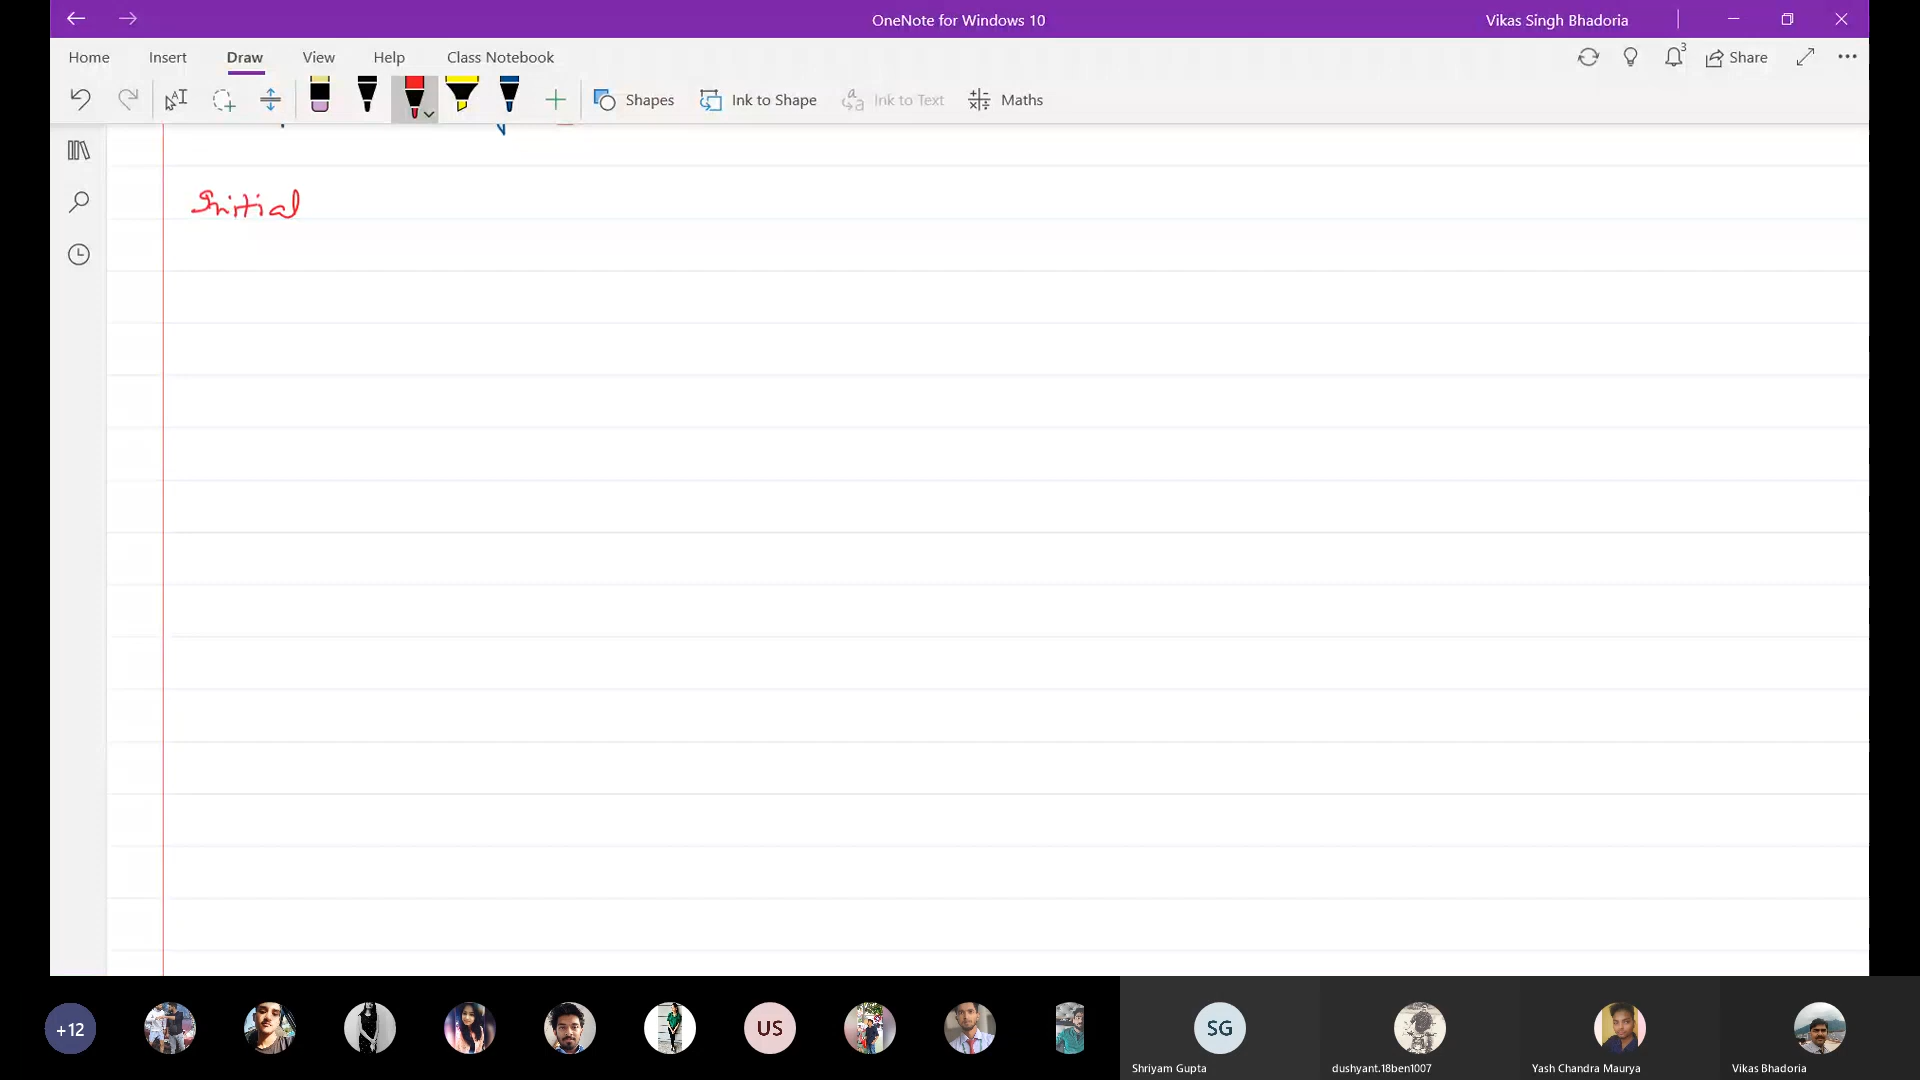 OneNote for Windows 10
Vikas Singh Bhadoria
Home Insert Draw View Help Class Notebook
3
Share
Shapes Ink to Shape Ink to Text Maths
Initial
+12
US
SG
Shriyam Gupta
dushyant.18ben1007
Yash Chandra Maurya
Vikas Bhadoria